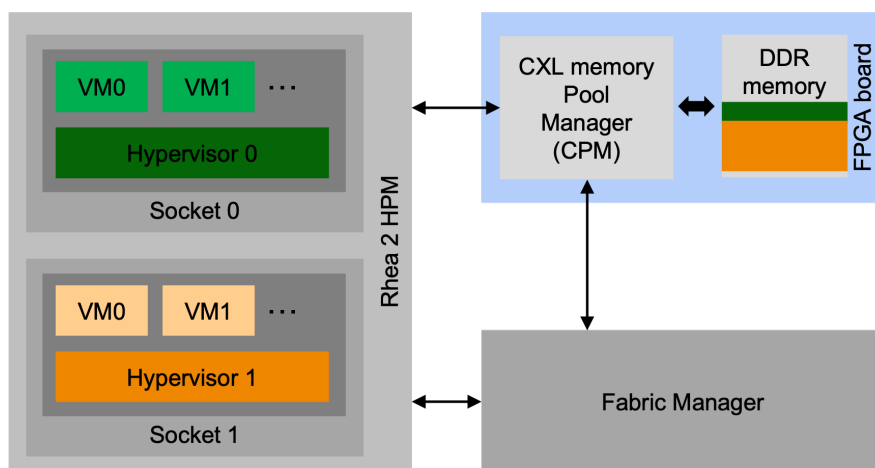 VM0
VM1
...
Hypervisor 0
Socket 0
VM0
VM1
...
Hypervisor 1
Socket 1
Rhea 2 HPM
CXL memory
Pool
Manager
(CPM)
DDR
memory
FPGA board
Fabric Manager